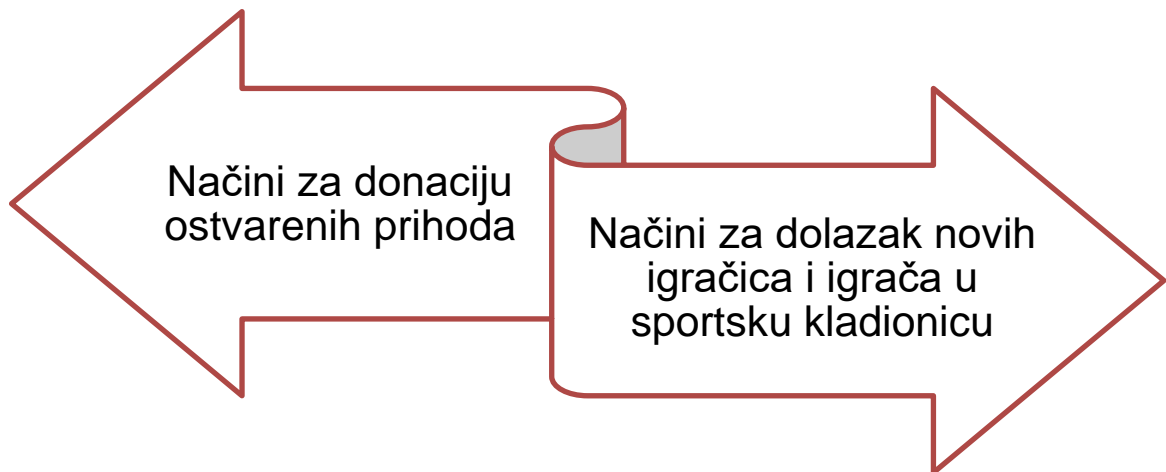 Načini za donaciju
ostvarenih prihoda
Načini za dolazak novih
igračica i igrača u
sportsku kladionicu